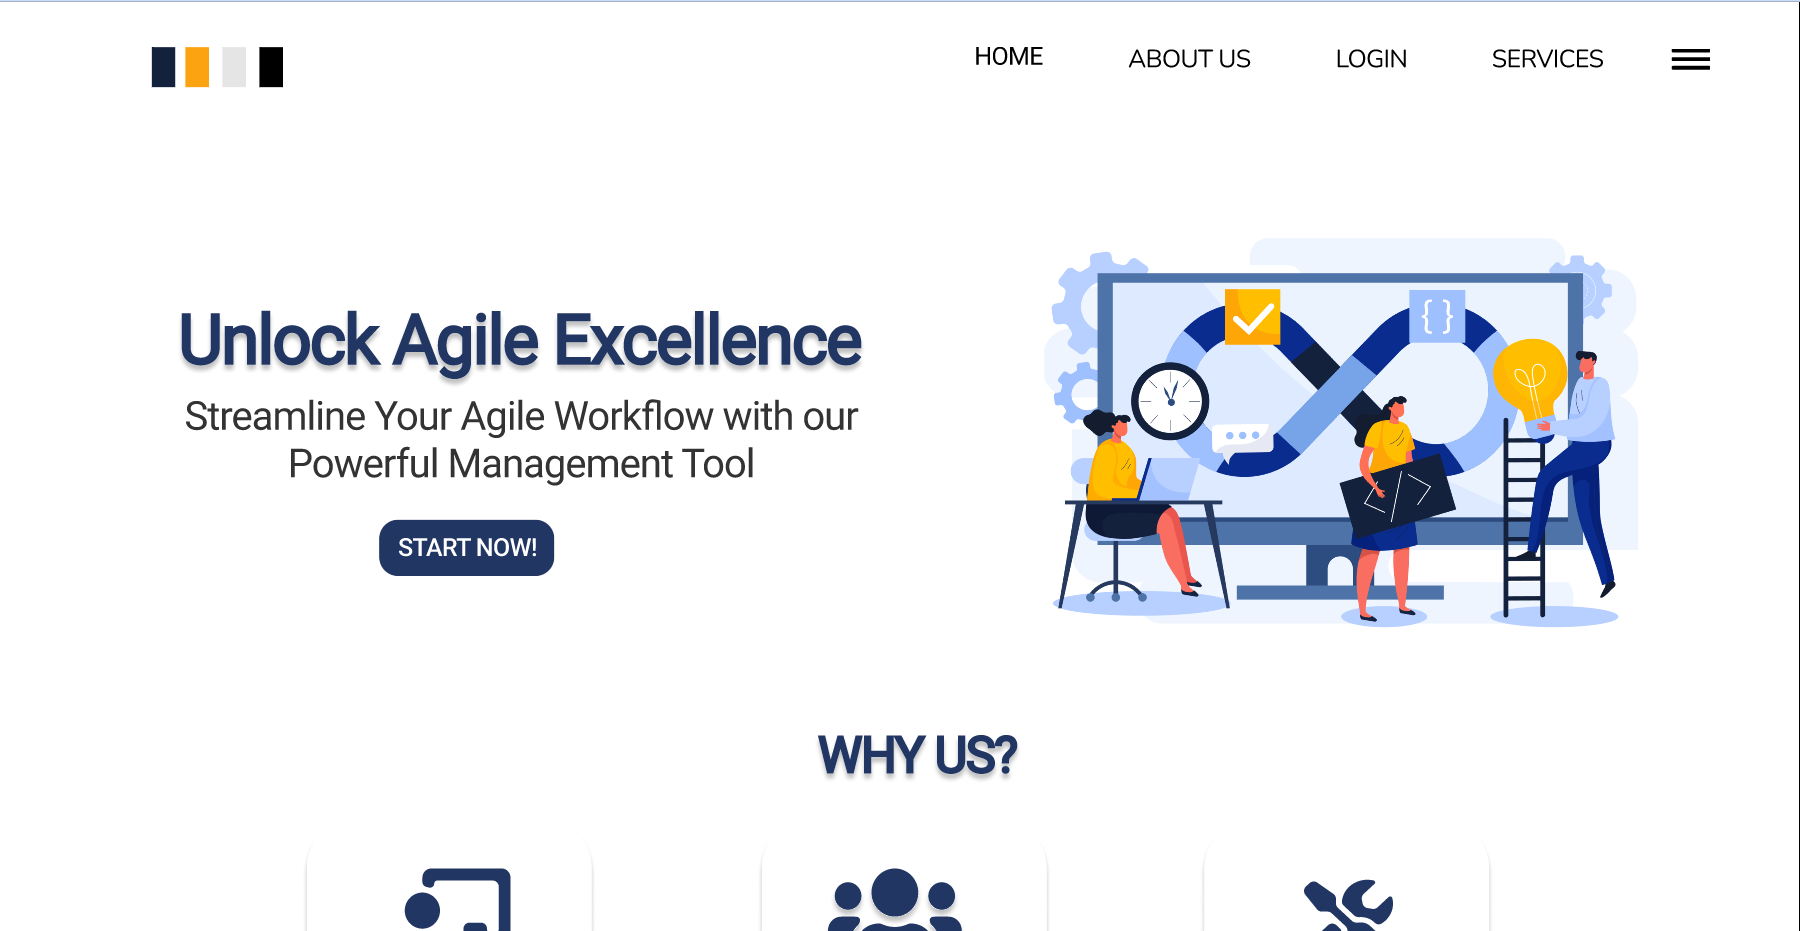 HOME
ABOUT US
LOGIN
SERVICES
Unlock Agile Excellence
Streamline Your Agile Workflow with our
Powerful Management Tool
START NOW!
{ }
</>
WHY US?